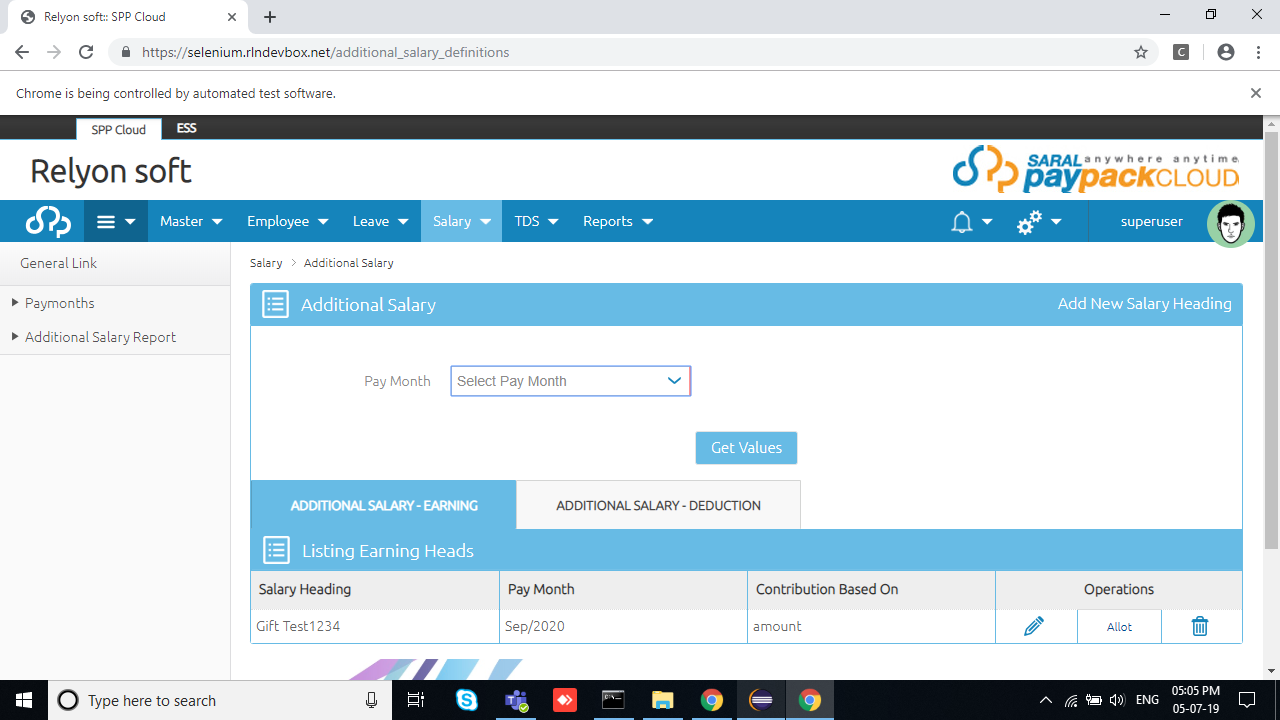 Relyon soft:: SPP Cloud
https://selenium.rlndevbox.net/additional_salary_definitions
C
Chrome is being controlled by automated test software.
SPP Cloud ESS
Relyon soft
SARAL anywhere anytime
paypackCLOUD
Master Employee Leave Salary TDS Reports superuser
General Link
Paymonths
Additional Salary Report
Salary > Additional Salary
Additional Salary
Add New Salary Heading
Pay Month Select Pay Month
Get Values
ADDITIONAL SALARY - EARNING ADDITIONAL SALARY - DEDUCTION
Listing Earning Heads
Salary Heading Pay Month Contribution Based On Operations
Gift Test1234 Sep/2020 amount Allot
Type here to search
ENG
05:05 PM
05-07-19